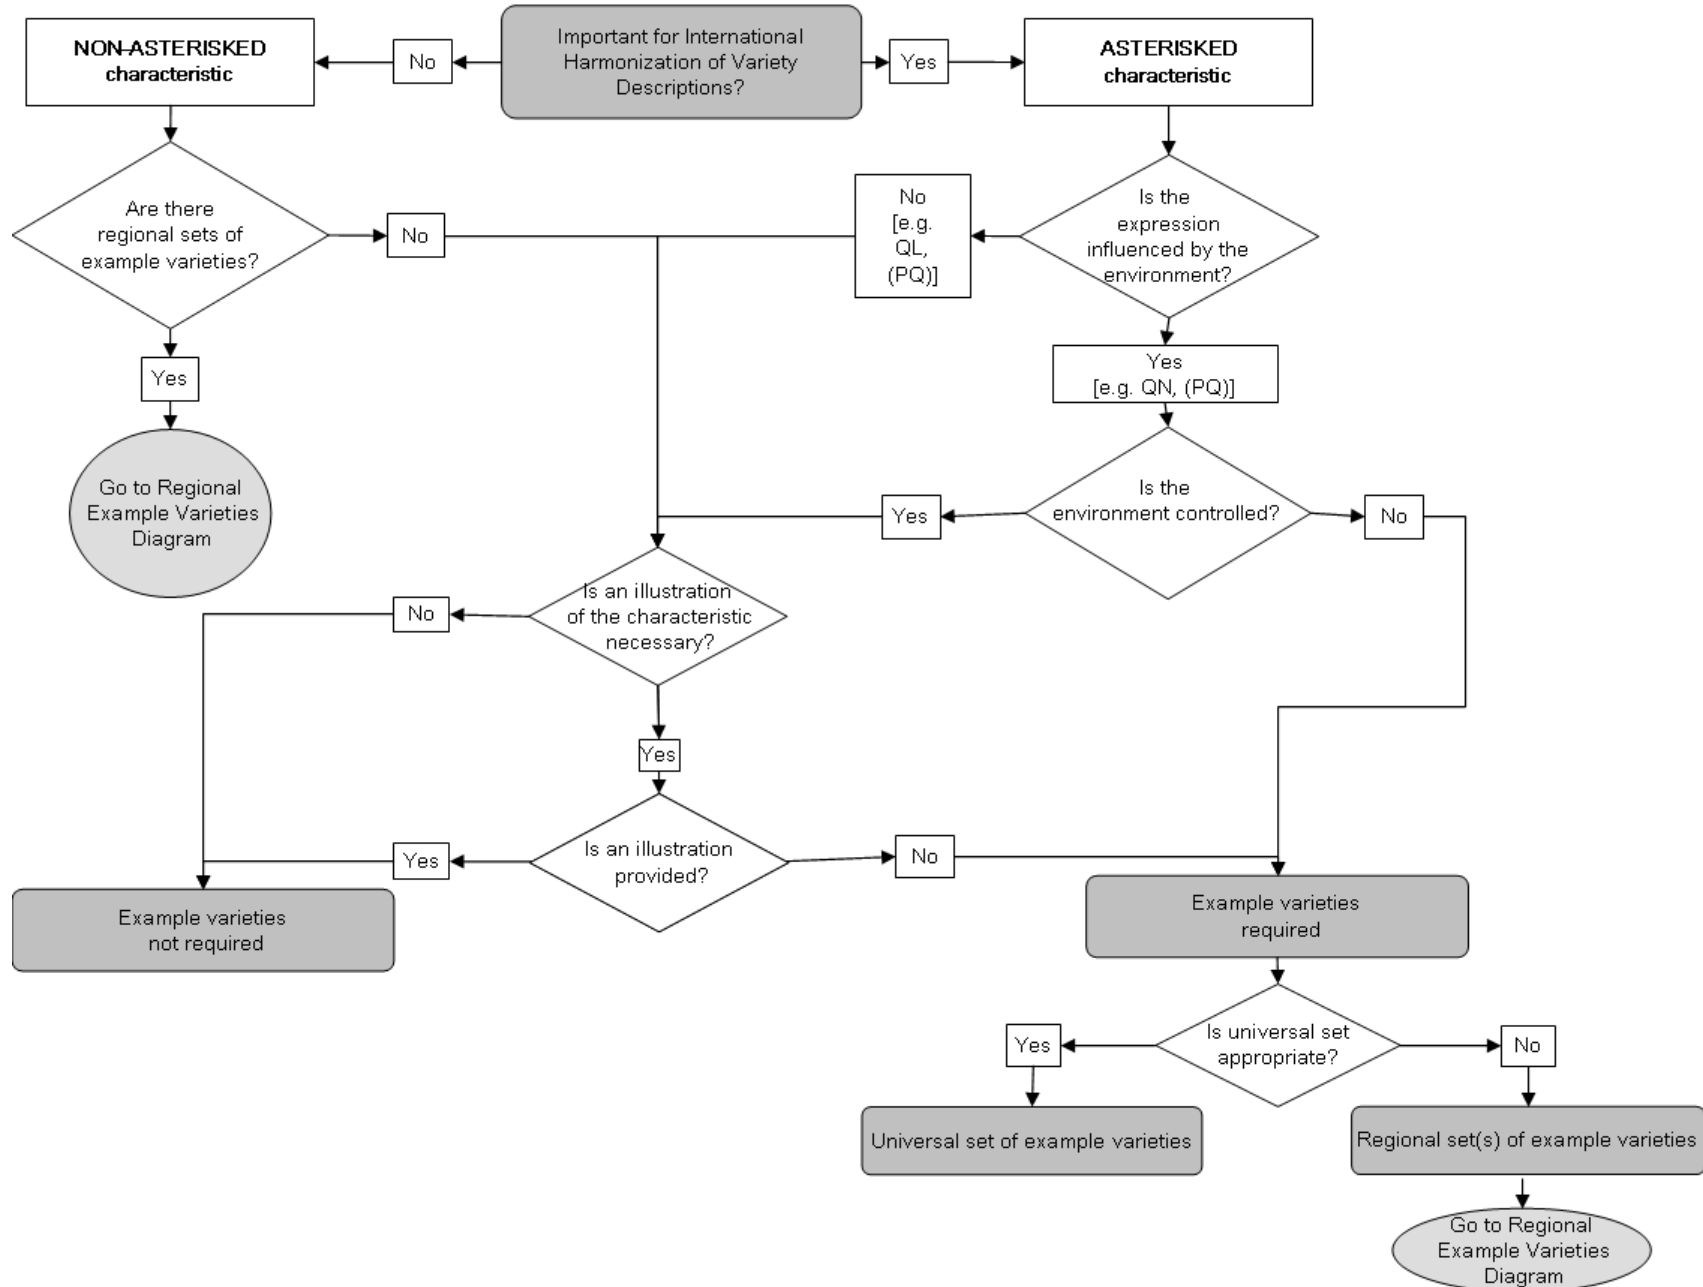 NON-ASTERISKED
characteristic
No
Important for International
Harmonization of Variety
Descriptions?
Yes
ASTERISKED
characteristic
Are there
regional sets of
example varieties?
No
No
[e.g.
QL,
(PQ)]
Is the
expression
influenced by the
environment?
Yes
Yes
[e.g. QN, (PQ)]
Go to Regional
Example Varieties
Diagram
Yes
Is the
environment controlled?
No
No
Is an illustration
of the characteristic
necessary?
Yes
Yes
Is an illustration
provided?
No
Example varieties
not required
Example varieties
required
Yes
Is universal set
appropriate?
No
Universal set of example varieties
Regional set(s) of example varieties
Go to Regional
Example Varieties
Diagram